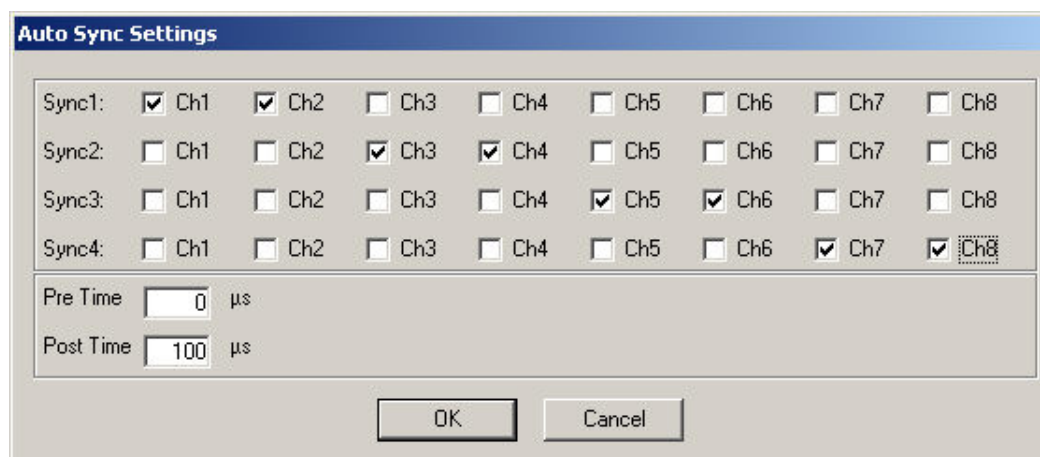 Auto Sync Settings
Sync1: Ch1 Ch2 Ch3 Ch4 Ch5 Ch6 Ch7 Ch8
Sync2: Ch1 Ch2 Ch3 Ch4 Ch5 Ch6 Ch7 Ch8
Sync3: Ch1 Ch2 Ch3 Ch4 Ch5 Ch6 Ch7 Ch8
Sync4: Ch1 Ch2 Ch3 Ch4 Ch5 Ch6 Ch7 Ch8
Pre Time 0 µs
Post Time 100 µs
OK Cancel